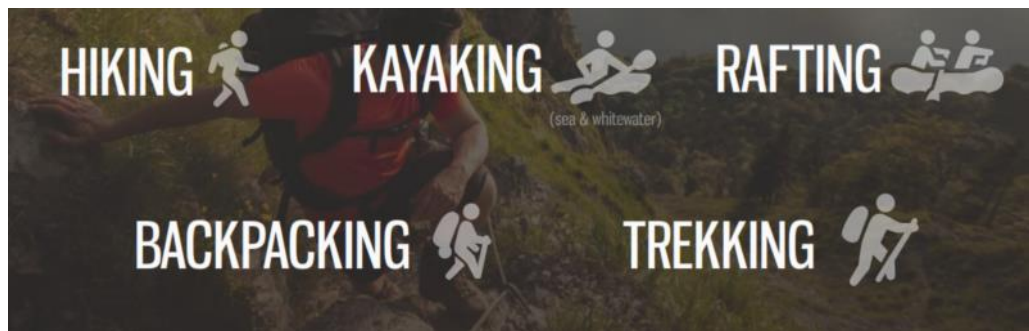 HIKING
KAYAKING
(sea & whitewater)
RAFTING
BACKPACKING
TREKKING